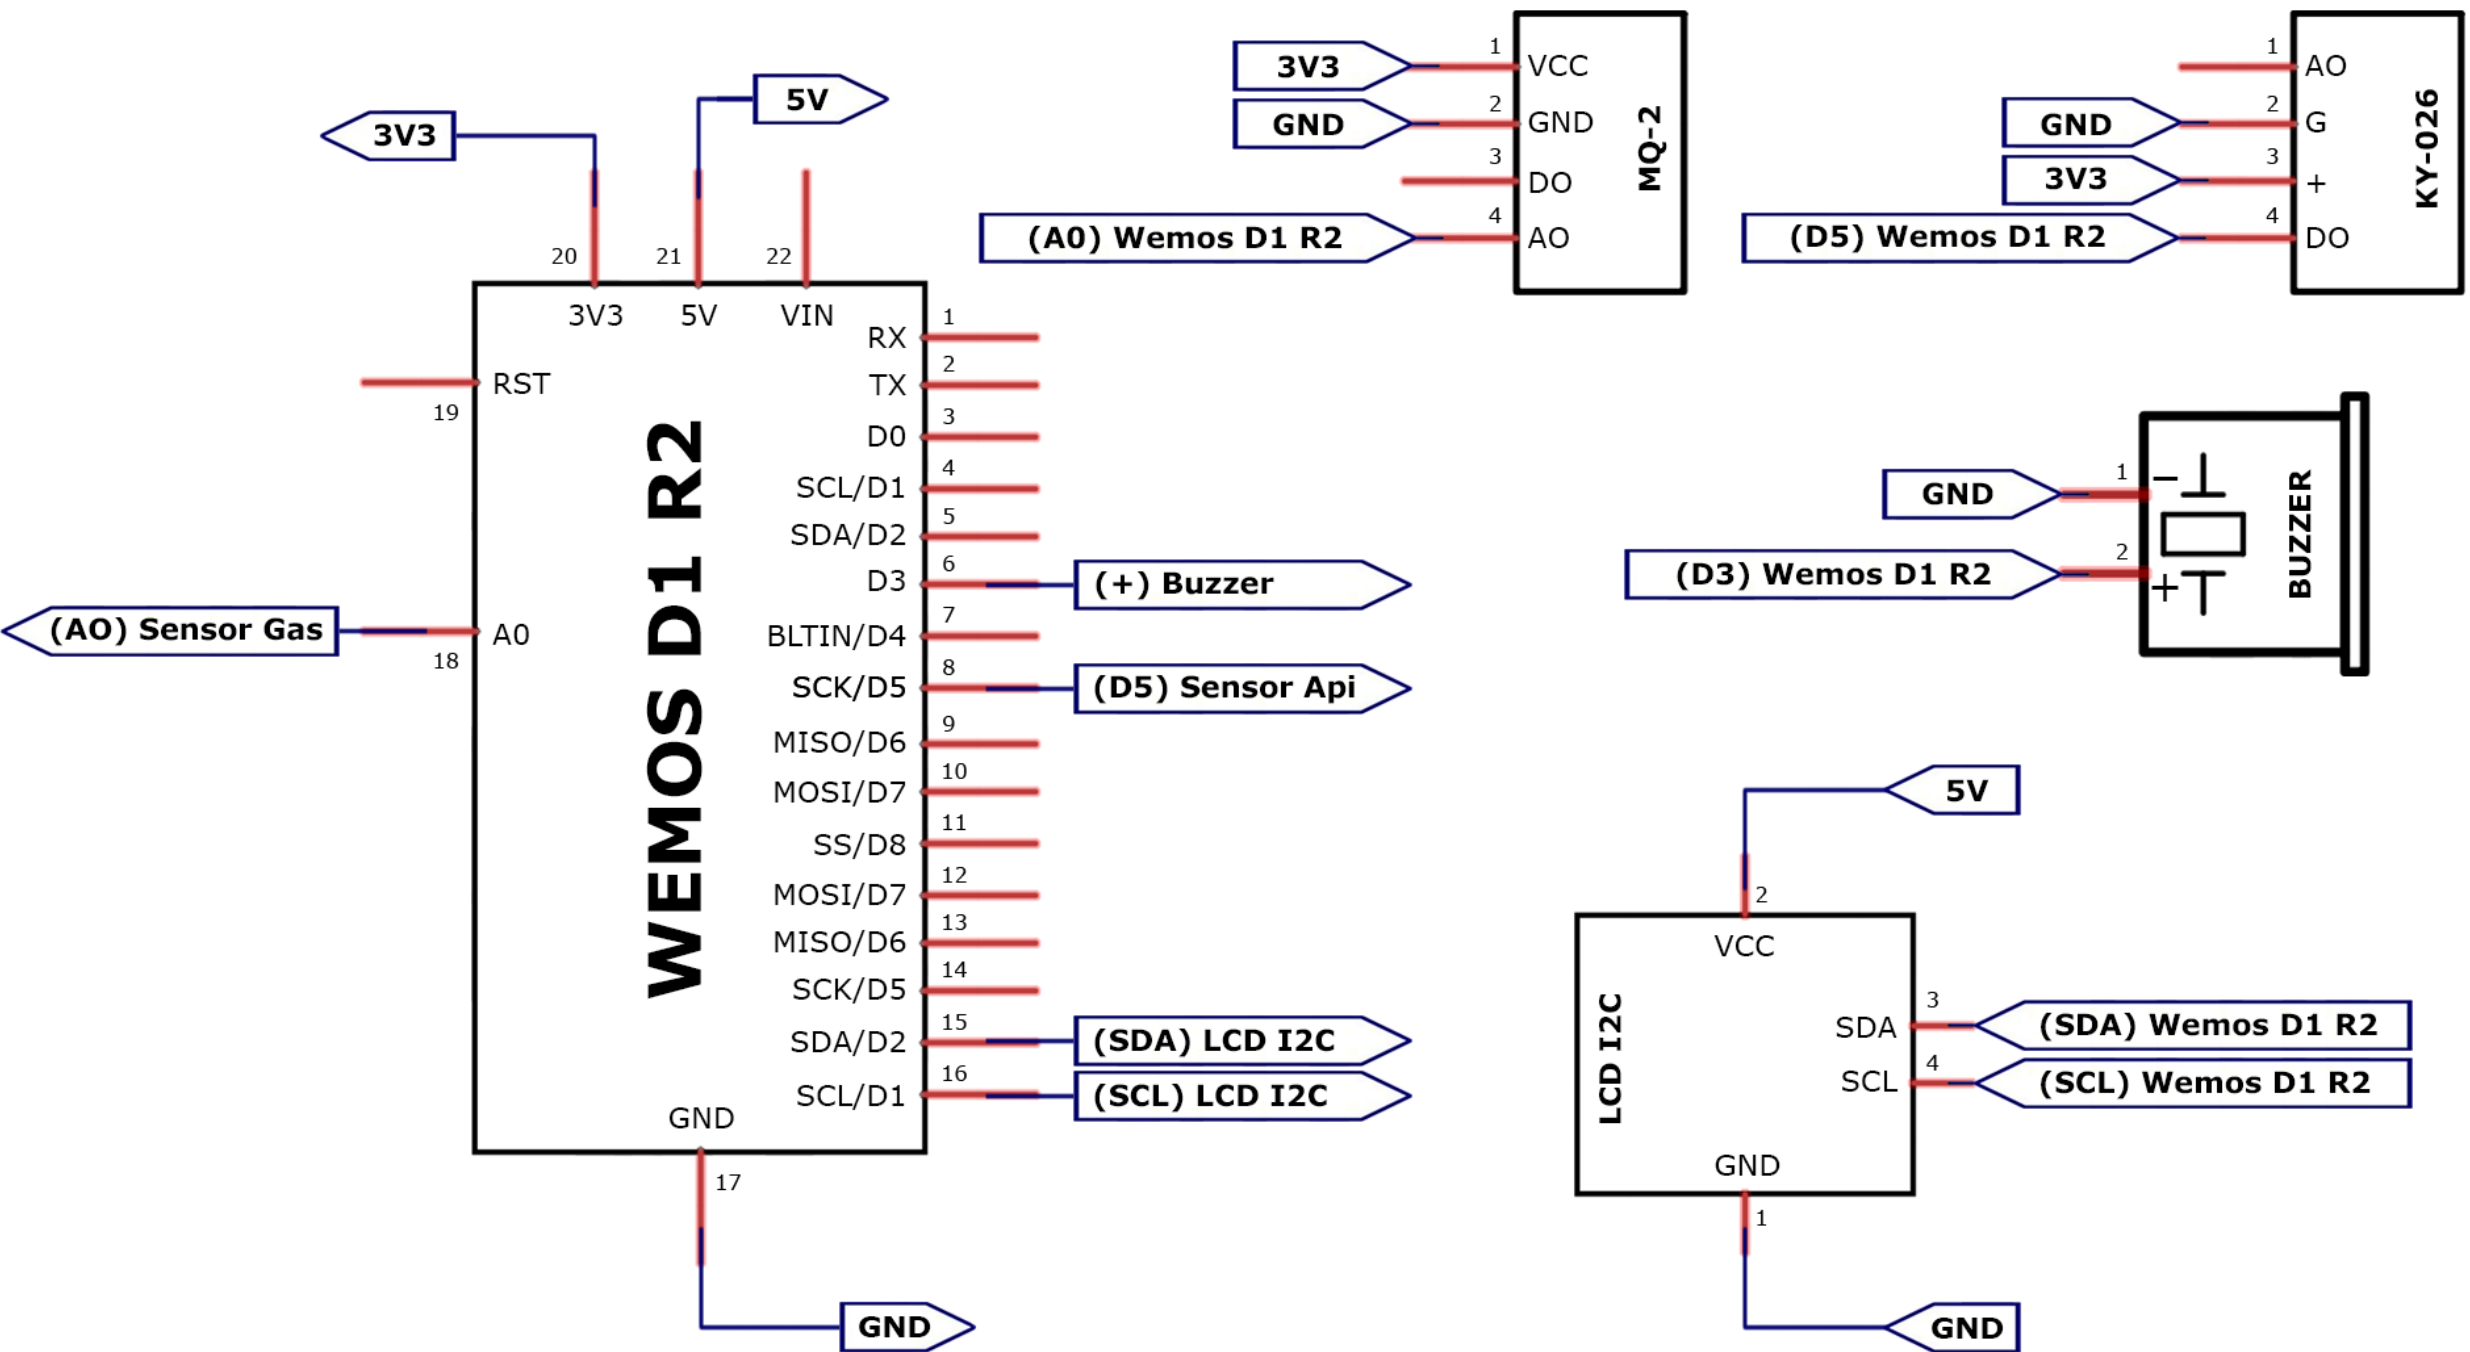 3V3
5V
20
21
22
3V3
5V
VIN
RST
19
(AO) Sensor Gas
A0
18
WEMOS D1 R2
RX
1
TX
2
D0
3
SCL/D1
4
SDA/D2
5
D3
6
(+) Buzzer
BLTIN/D4
7
SCK/D5
8
(D5) Sensor Api
MISO/D6
9
MOSI/D7
10
SS/D8
11
MOSI/D7
12
MISO/D6
13
SCK/D5
14
SDA/D2
15
(SDA) LCD I2C
SCL/D1
16
(SCL) LCD I2C
GND
17
GND
3V3
1
VCC
GND
2
GND
3
DO
(A0) Wemos D1 R2
4
AO
MQ-2
1
AO
GND
2
G
3V3
3
+
(D5) Wemos D1 R2
4
DO
KY-026
GND
1
−
(D3) Wemos D1 R2
2
+
BUZZER
5V
2
VCC
LCD I2C
SDA
3
(SDA) Wemos D1 R2
SCL
4
(SCL) Wemos D1 R2
GND
1
GND